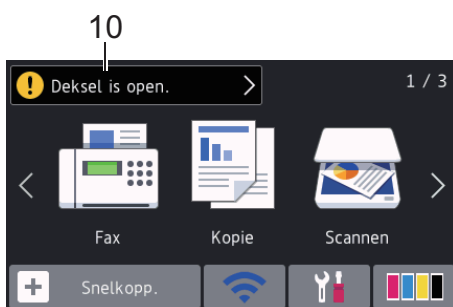 10
Deksel is open.
1 / 3
Fax
Kopie
Scannen
Snelkopp.